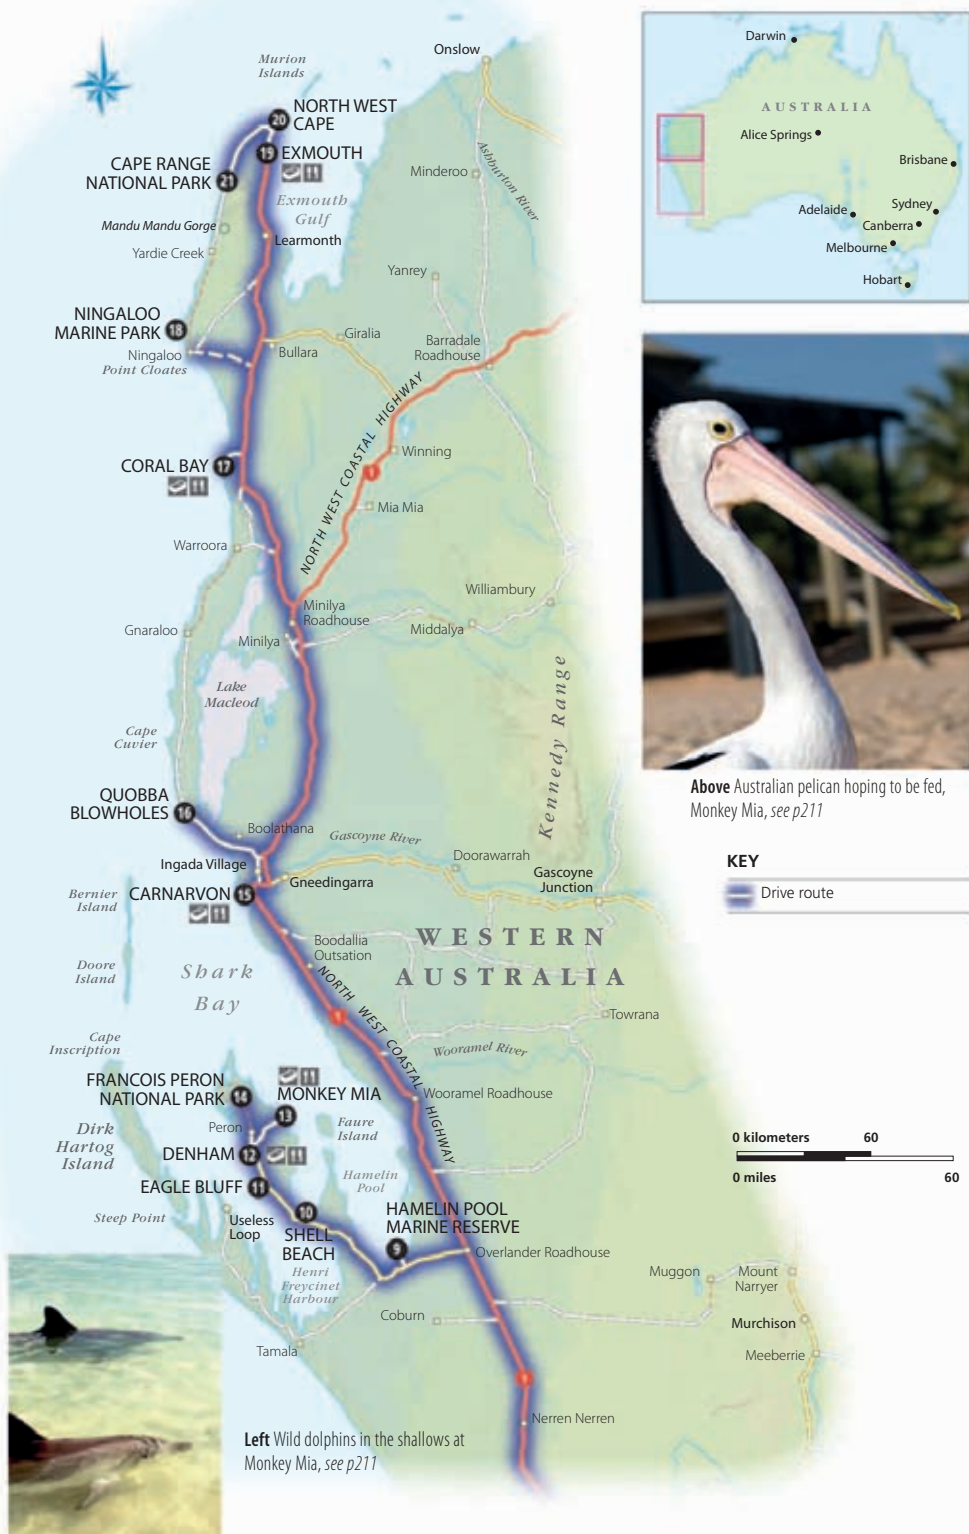 Murion
Islands
Onslow
20
NORTH WEST
CAPE
19
EXMOUTH
CAPE RANGE
NATIONAL PARK
21
Exmouth
Gulf
Minderoo
Ashburton River
Mandu Mandu Gorge
Learmonth
Yardie Creek
Yanrey
NINGALOO
MARINE PARK
18
Giralia
Barradale
Roadhouse
Ningaloo
Point Cloates
Bullara
NORTH WEST COASTAL HIGHWAY
CORAL BAY
17
Winning
1
Mia Mia
Warroora
Williambury
Minilya
Roadhouse
Gnaraloo
Minilya
Middalya
Lake
Macleod
Kennedy Range
Cape
Cuvier
QUOBBA
BLOWHOLES
16
Boolathana
Gascoyne River
Ingada Village
Doorawarrah
Gascoyne
Junction
Gneedingarra
Bernier
Island
CARNARVON
15
Boodallia
Outsation
WESTERN
AUSTRALIA
Doore
Island
Shark
Bay
NORTH WEST COASTAL HIGHWAY
1
Towrana
Cape
Inscription
Wooramel River
FRANCOIS PERON
NATIONAL PARK
14
MONKEY MIA
13
Wooramel Roadhouse
Peron
Faure
Island
Dirk
Hartog
Island
DENHAM
12
Hamelin
Pool
EAGLE BLUFF
11
Steep Point
Useless
Loop
10
SHELL
BEACH
HAMELIN POOL
MARINE RESERVE
9
Overlander Roadhouse
Henri
Freycinet
Harbour
Muggon
Mount
Narryer
Coburn
Murchison
Tamala
Meeberrie
1
Nerren Nerren
Left Wild dolphins in the shallows at
Monkey Mia, see p211
Darwin
AUSTRALIA
Alice Springs
Brisbane
Adelaide
Sydney
Canberra
Melbourne
Hobart
Above Australian pelican hoping to be fed,
Monkey Mia, see p211
KEY
Drive route
0 kilometers 60
0 miles 60